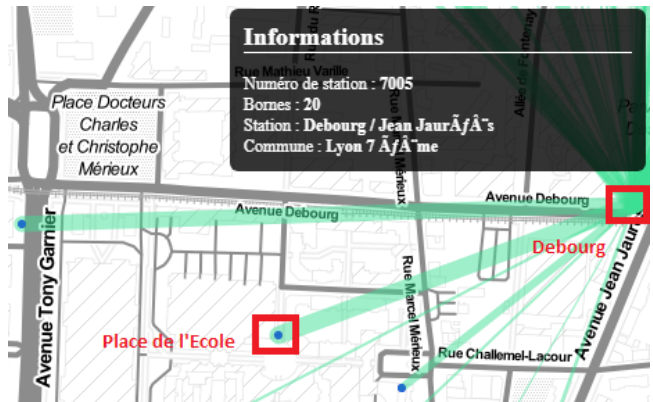 Informations
Numéro de station : 7005
Bornes : 20
Station : Debourg / Jean JaurÃƒÂ¨s
Commune : Lyon 7 ÃƒÂ¨me
Rue Mathieu Varille
Allée de Fontenay
Place Docteurs
Charles
et Christophe
Mérieux
Avenue Debourg
Avenue Debourg
Debourg
Avenue Tony Garnier
Rue Marcel Mérieux
Avenue Jean Jaurès
Place de l'Ecole
Rue Challemel-Lacour